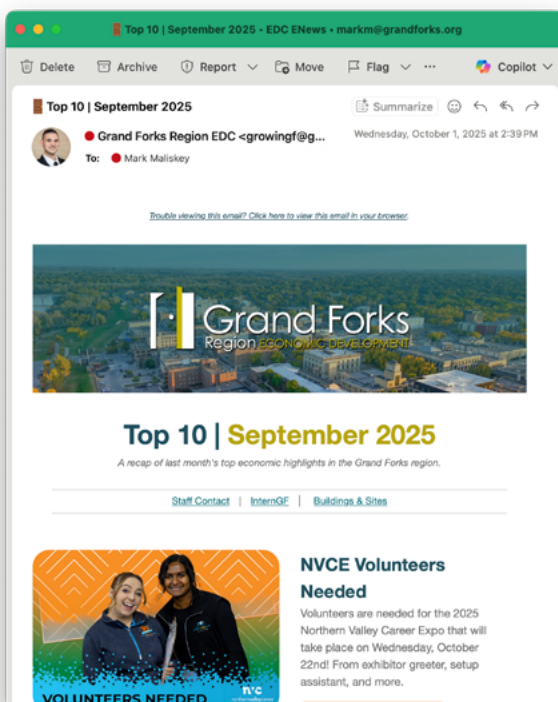 Top 10 | September 2025 - EDC ENews • markm@grandforks.org
Delete Archive Report Move Flag ... Copilot
Top 10 | September 2025
Summarize
Grand Forks Region EDC <growingf@g...
Wednesday, October 1, 2025 at 2:39 PM
To: Mark Maliskey
Trouble viewing this email? Click here to view this email in your browser.
Grand Forks
Region ECONOMIC DEVELOPMENT
Top 10 | September 2025
A recap of last month's top economic highlights in the Grand Forks region.
Staff Contact | InternGF | Buildings & Sites
NVCE Volunteers
Needed
Volunteers are needed for the 2025
Northern Valley Career Expo that will
take place on Wednesday, October
22nd! From exhibitor greeter, setup
assistant, and more.
VOLUNTEERS NEEDED